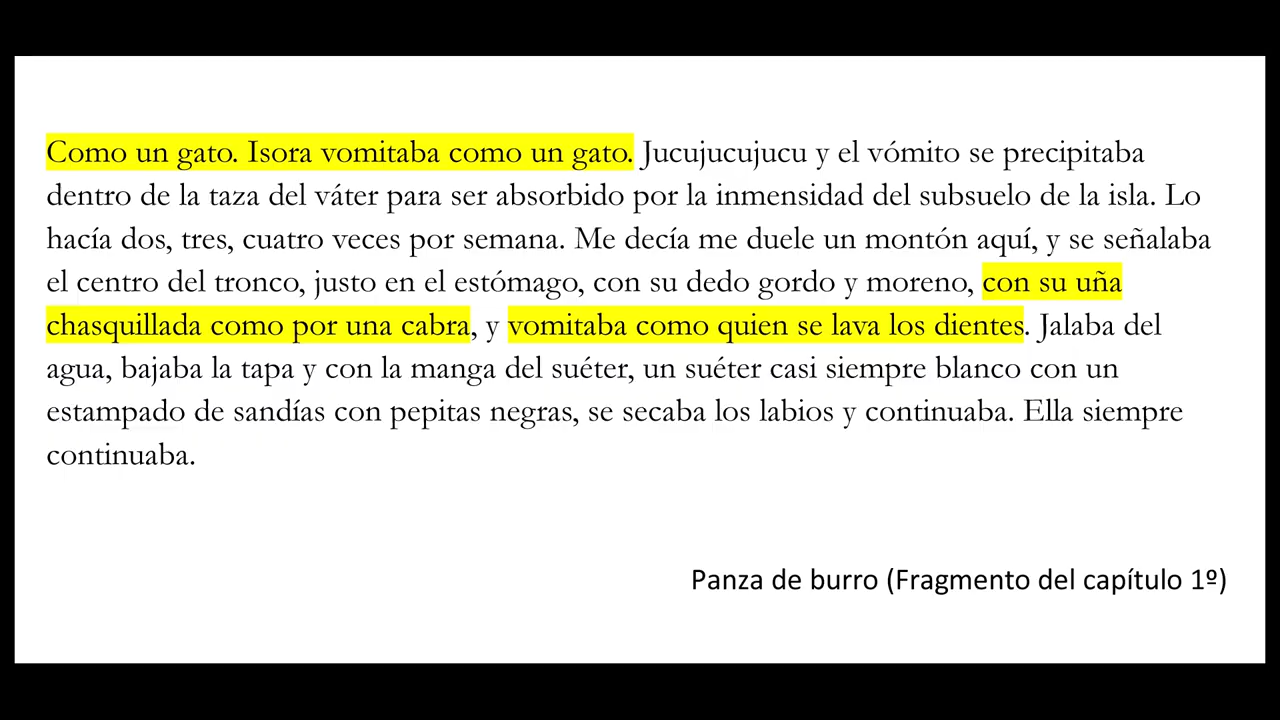 Como un gato. Isora vomitaba como un gato. Jucujucujucu y el vómito se precipitaba
dentro de la taza del váter para ser absorbido por la inmensidad del subsuelo de la isla. Lo
hacía dos, tres, cuatro veces por semana. Me decía me duele un montón aquí, y se señalaba
el centro del tronco, justo en el estómago, con su dedo gordo y moreno, con su uña
chasquillada como por una cabra, y vomitaba como quien se lava los dientes. Jalaba del
agua, bajaba la tapa y con la manga del suéter, un suéter casi siempre blanco con un
estampado de sandías con pepitas negras, se secaba los labios y continuaba. Ella siempre
continuaba.
Panza de burro (Fragmento del capítulo 1º)